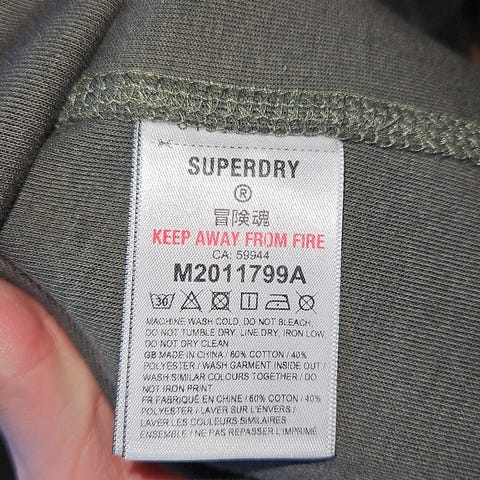 SUPERDRY
®
冒険魂
KEEP AWAY FROM FIRE
CA: 59944
M2011799A
30
MACHINE WASH COLD, DO NOT BLEACH,
DO NOT TUMBLE DRY, LINE DRY, IRON LOW,
DO NOT DRY CLEAN
GB MADE IN CHINA / 60% COTTON / 40%
POLYESTER / WASH GARMENT INSIDE OUT /
WASH SIMILAR COLOURS TOGETHER / DO
NOT IRON PRINT
FR FABRIQUÉ EN CHINE / 60% COTON / 40%
POLYESTER / LAVER SUR L'ENVERS /
LAVER LES COULEURS SIMILAIRES
ENSEMBLE / NE PAS REPASSER L'IMPRIMÉ